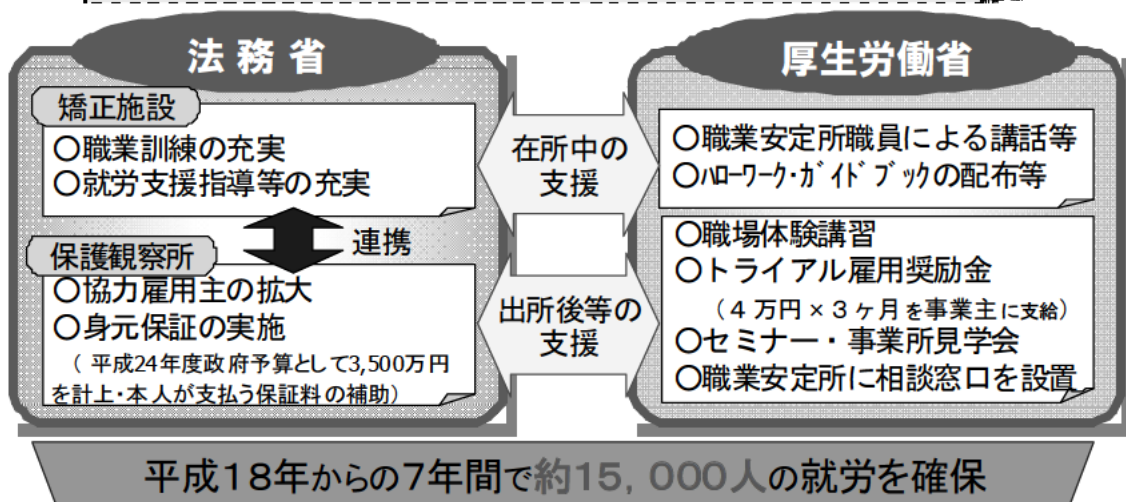 法務省
矯正施設
〇職業訓練の充実
〇就労支援指導等の充実
連携
保護観察所
〇協力雇用主の拡大
〇身元保証の実施
（平成24年度政府予算として3,500万円
を計上・本人が支払う保証料の補助）
在所中の
支援
出所後等の
支援
厚生労働省
〇職業安定所職員による講話等
〇ﾊﾛｰﾜｰｸ・ｶﾞｲﾄﾞﾌﾞｯｸの配布等
〇職場体験講習
〇トライアル雇用奨励金
（４万円×３ヶ月を事業主に支給）
〇セミナー・事業所見学会
〇職業安定所に相談窓口を設置
平成１８年からの７年間で約１５，０００人の就労を確保